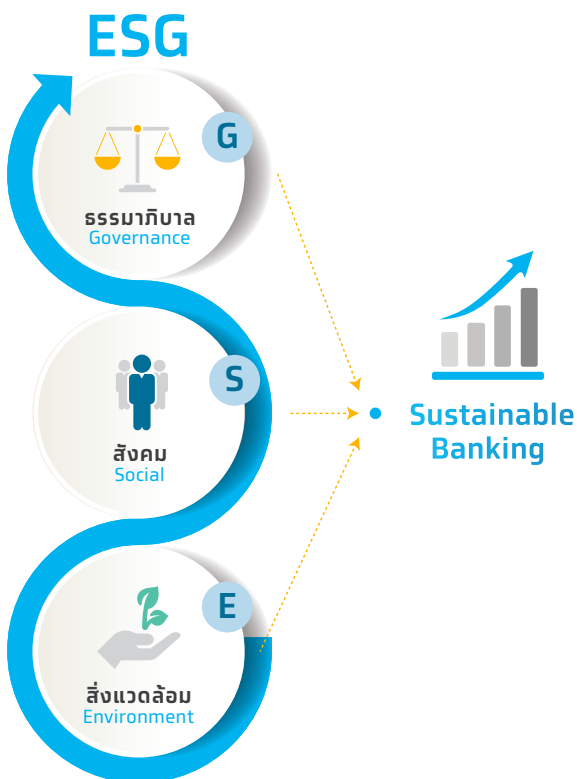 ESG
G
ธรรมาภิบาล
Governance
S
สังคม
Social
Sustainable
Banking
E
สิ่งแวดล้อม
Environment